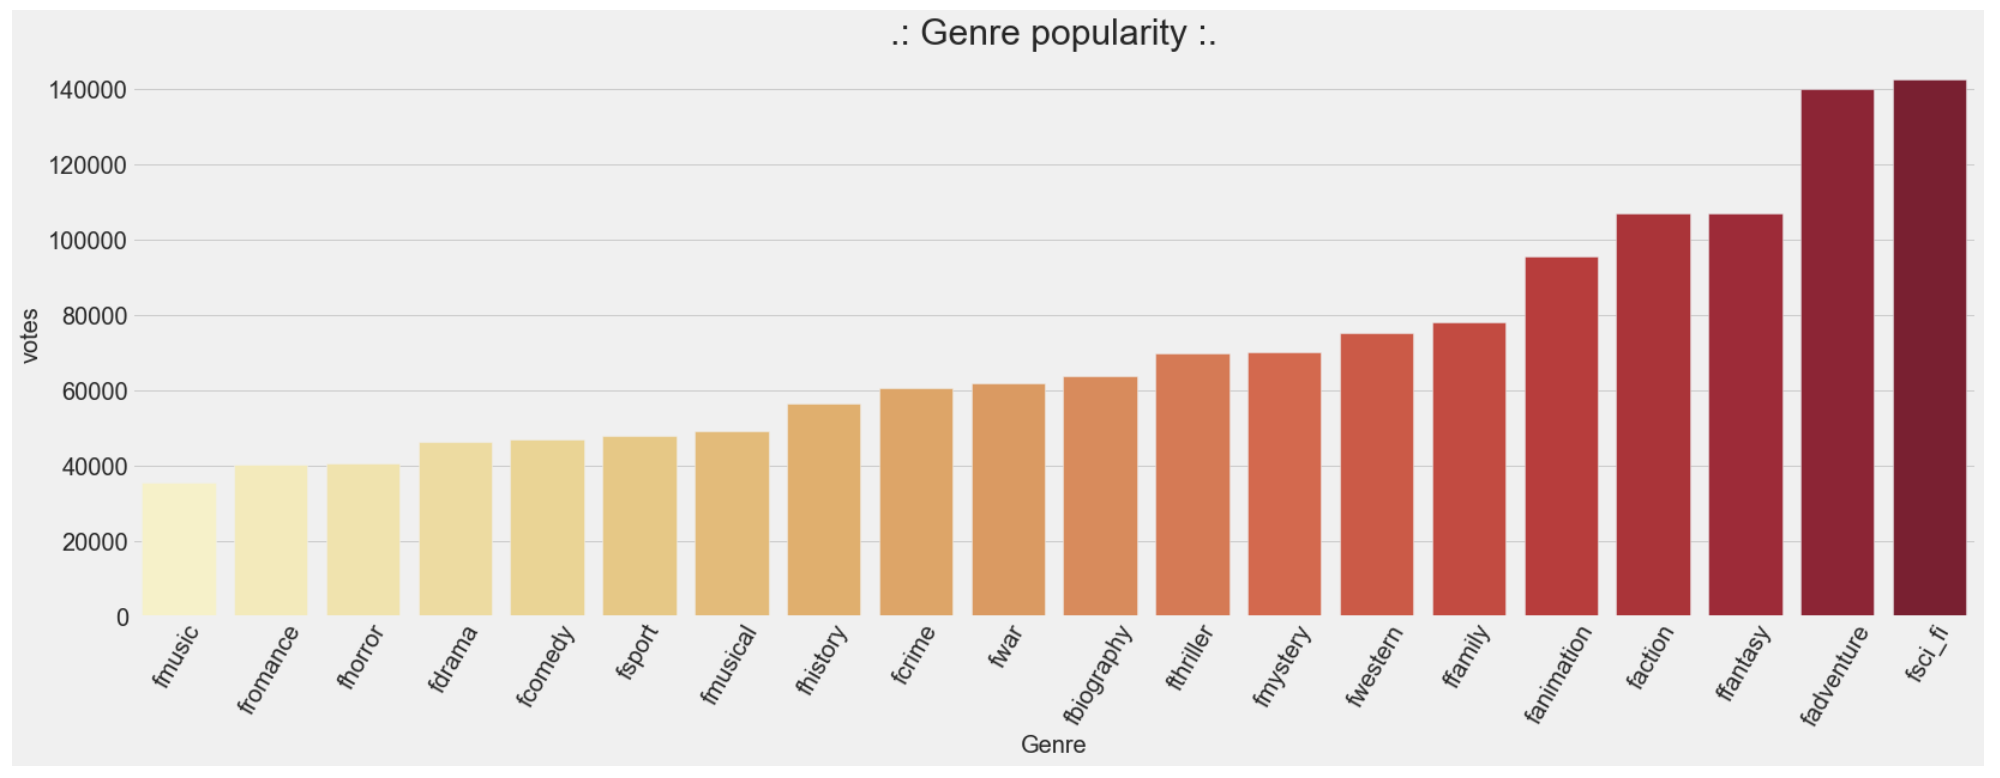 .: Genre popularity :.
votes
140000
120000
100000
80000
60000
40000
20000
0
fmusic
fromance
fhorror
fdrama
fcomedy
fsport
fmusical
fhistory
fcrime
fwar
fbiography
fthriller
fmystery
fwestern
ffamily
fanimation
faction
ffantasy
fadventure
fsci_fi
Genre